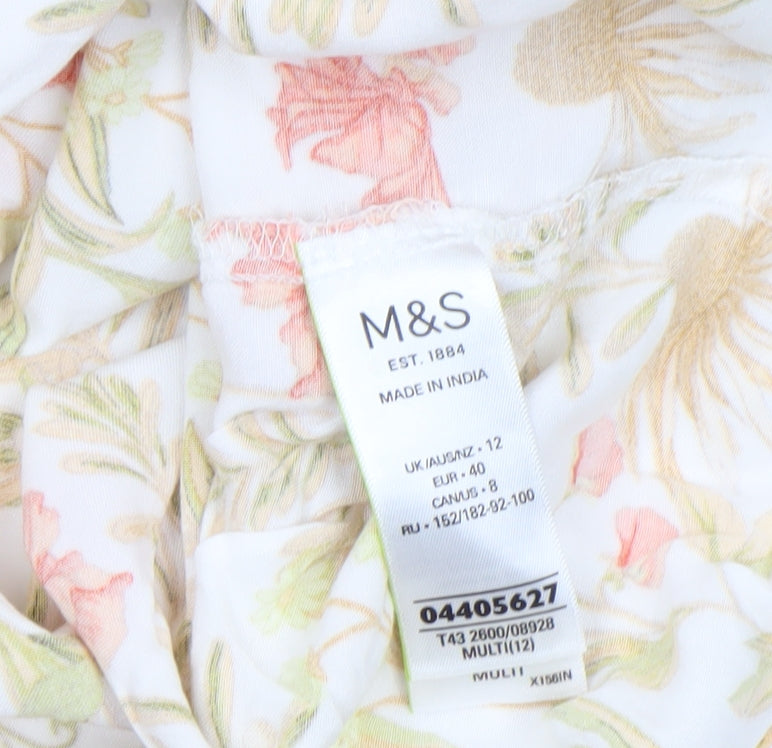 M&S
EST. 1884
MADE IN INDIA
UK/AUS/NZ • 12
EUR • 40
CAN/US • 8
RU • 152/182-92-100
04405627
T43 2600/08928
MULTI(12)
MULTI
X156IN